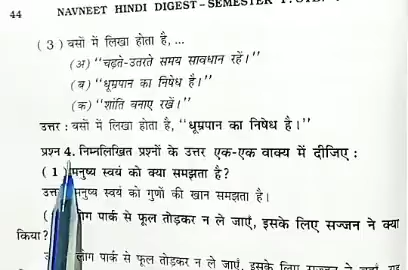 44 NAVNEET HINDI DIGEST – SEMESTER
( 3 ) बसों में लिखा होता है, ...
(अ) ‘‘चढ़ते-उतरते समय सावधान रहें।’’
(ब) ‘‘धूम्रपान का निषेध है।’’
(क) ‘‘शांति बनाए रखें।’’
उत्तर : बसों में लिखा होता है, ‘‘धूम्रपान का निषेध है।’’
प्रश्न 4. निम्नलिखित प्रश्नों के उत्तर एक-एक वाक्य में दीजिए :
( 1 ) मनुष्य स्वयं को क्या समझता है?
मनुष्य स्वयं को गुणों की खान समझता है।
पार्क से फूल तोड़कर न ले जाएँ, इसके लिए सज्जन ने क्या
किया?
लोग पार्क से फूल तोड़कर न ले जाएँ, इसके लिए सज्जन ने